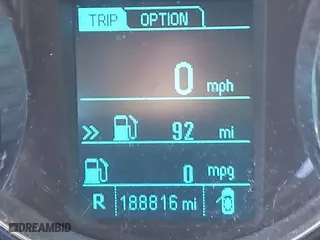 TRIP OPTION
0 mph
92 mi
0 mpg
R 188816 mi
DREAMBID